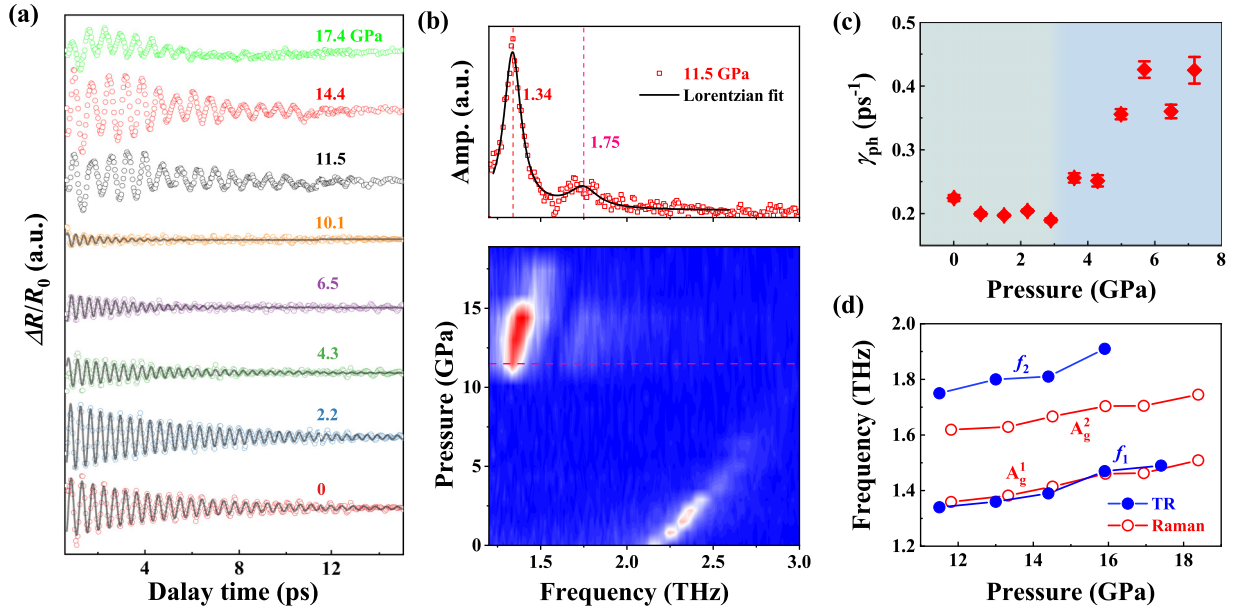 (a)
17.4 GPa
14.4
11.5
10.1
6.5
4.3
2.2
0
ΔR/R₀ (a.u.)
4 8 12
Dalay time (ps)
(b)
11.5 GPa
Lorentzian fit
1.34
1.75
Amp. (a.u.)
15
10
5
0
Pressure (GPa)
1.5 2.0 2.5 3.0
Frequency (THz)
(c)
0.5
0.4
0.3
0.2
γph (ps⁻¹)
0 2 4 6 8
Pressure (GPa)
(d)
2.0
1.8
1.6
1.4
1.2
Frequency (THz)
f₂
A²g
f₁
A¹g
TR
Raman
12 14 16 18
Pressure (GPa)